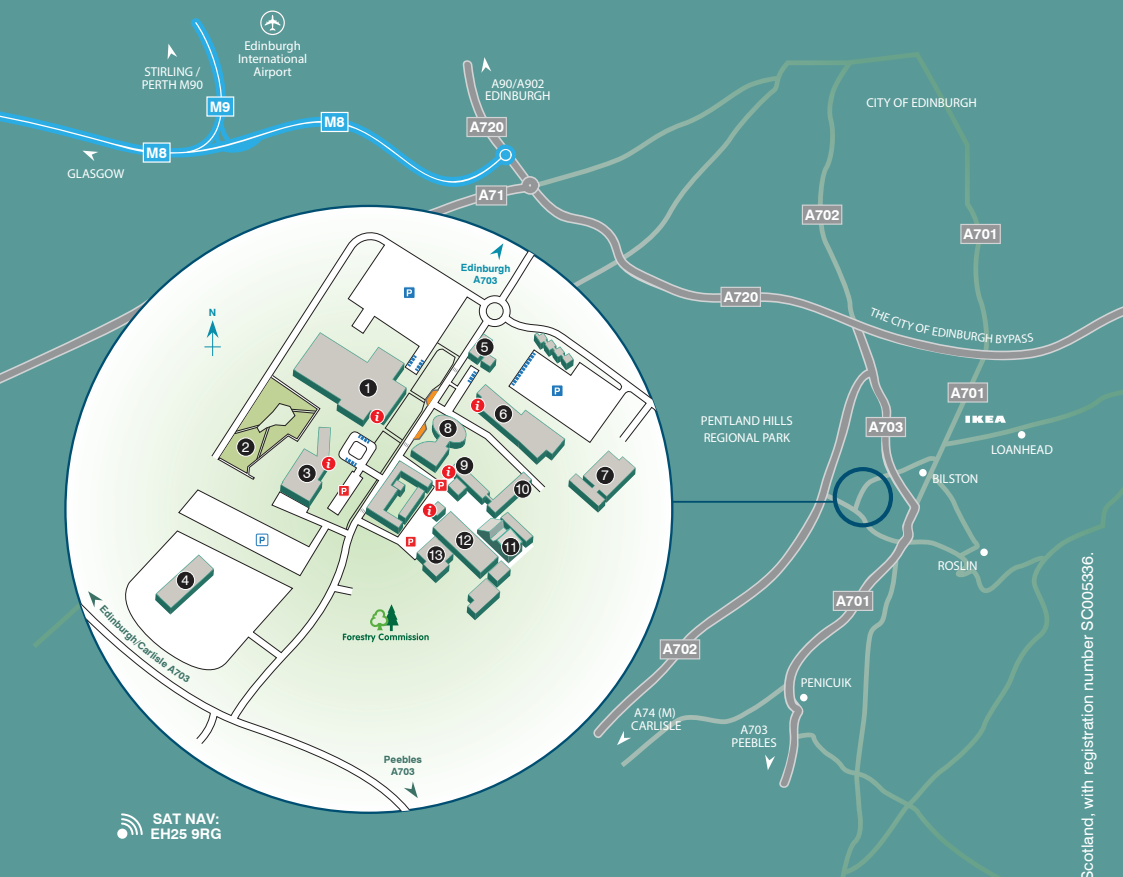 Edinburgh
International
Airport
STIRLING /
PERTH M90
M9
M8
M8
GLASGOW
A90/A902
EDINBURGH
A720
A71
CITY OF EDINBURGH
A702
A701
A720
THE CITY OF EDINBURGH BYPASS
A701
A703
IKEA
LOANHEAD
PENTLAND HILLS
REGIONAL PARK
BILSTON
ROSLIN
A701
A702
PENICUIK
A74 (M)
CARLISLE
A703
PEEBLES
Edinburgh
A703
N
P
P
P
P
P
P
i
i
i
i
i
1
2
3
4
5
6
7
8
9
10
11
12
13
Forestry Commission
Edinburgh/Carlisle A703
Peebles
A703
SAT NAV:
EH25 9RG
Scotland, with registration number SC005336.